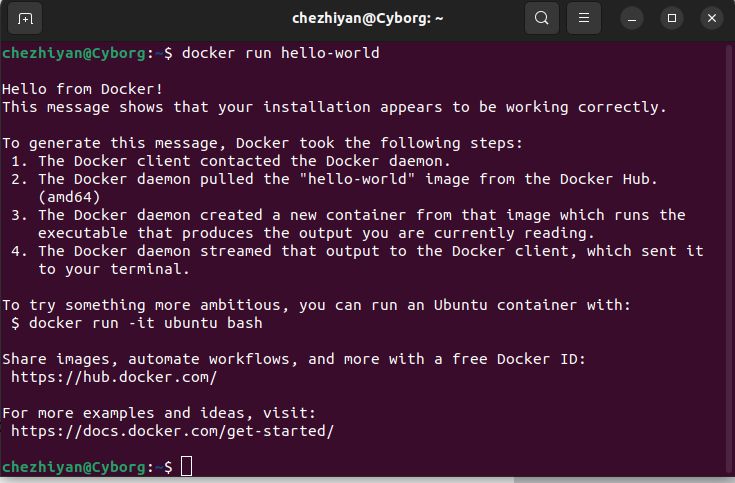 chezhiyan@Cyborg: ~
chezhiyan@Cyborg:~$ docker run hello-world
Hello from Docker!
This message shows that your installation appears to be working correctly.
To generate this message, Docker took the following steps:
1. The Docker client contacted the Docker daemon.
2. The Docker daemon pulled the "hello-world" image from the Docker Hub.
(amd64)
3. The Docker daemon created a new container from that image which runs the
executable that produces the output you are currently reading.
4. The Docker daemon streamed that output to the Docker client, which sent it
to your terminal.
To try something more ambitious, you can run an Ubuntu container with:
$ docker run -it ubuntu bash
Share images, automate workflows, and more with a free Docker ID:
https://hub.docker.com/
For more examples and ideas, visit:
https://docs.docker.com/get-started/
chezhiyan@Cyborg:~$